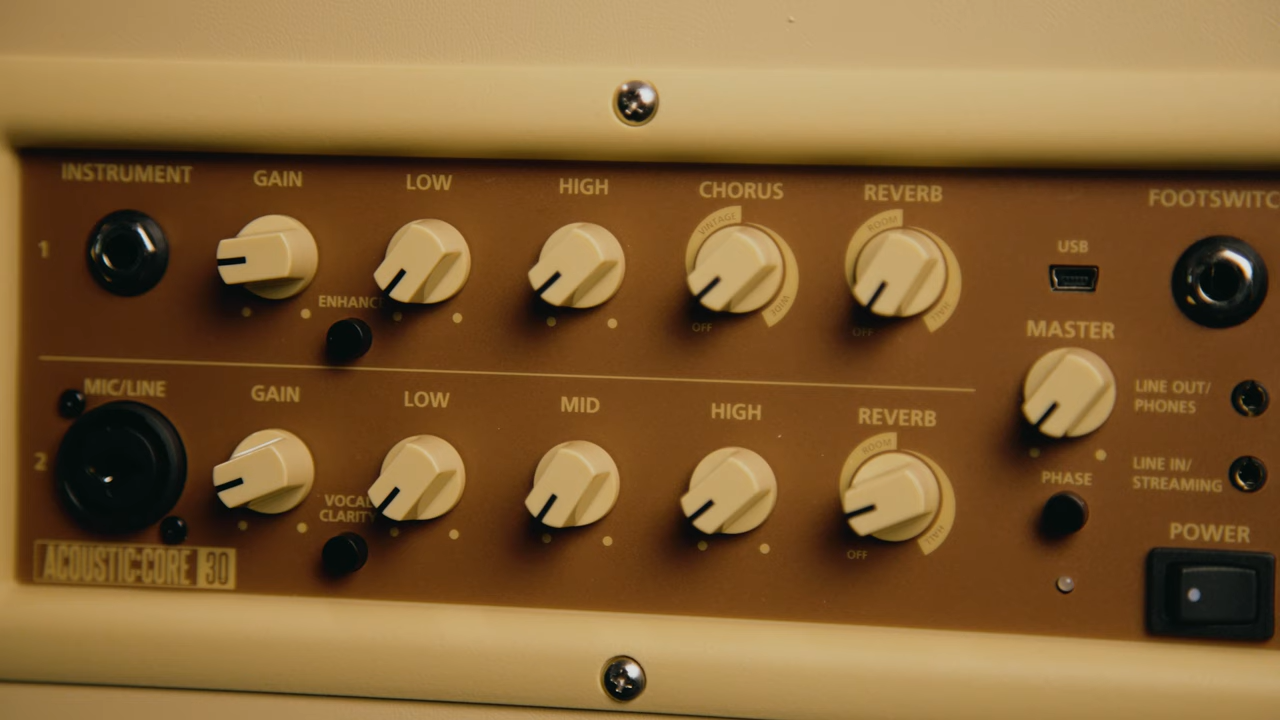 INSTRUMENT
GAIN
LOW
HIGH
CHORUS
REVERB
FOOTSWITC
1
VINTAGE
WIDE
OFF
ROOM
HALL
OFF
USB
ENHANC
MASTER
MIC/LINE
GAIN
LOW
MID
HIGH
REVERB
LINE OUT/
PHONES
2
ROOM
HALL
OFF
LINE IN/
STREAMING
VOCAL
CLARITY
PHASE
POWER
ACOUSTIC-CORE 30